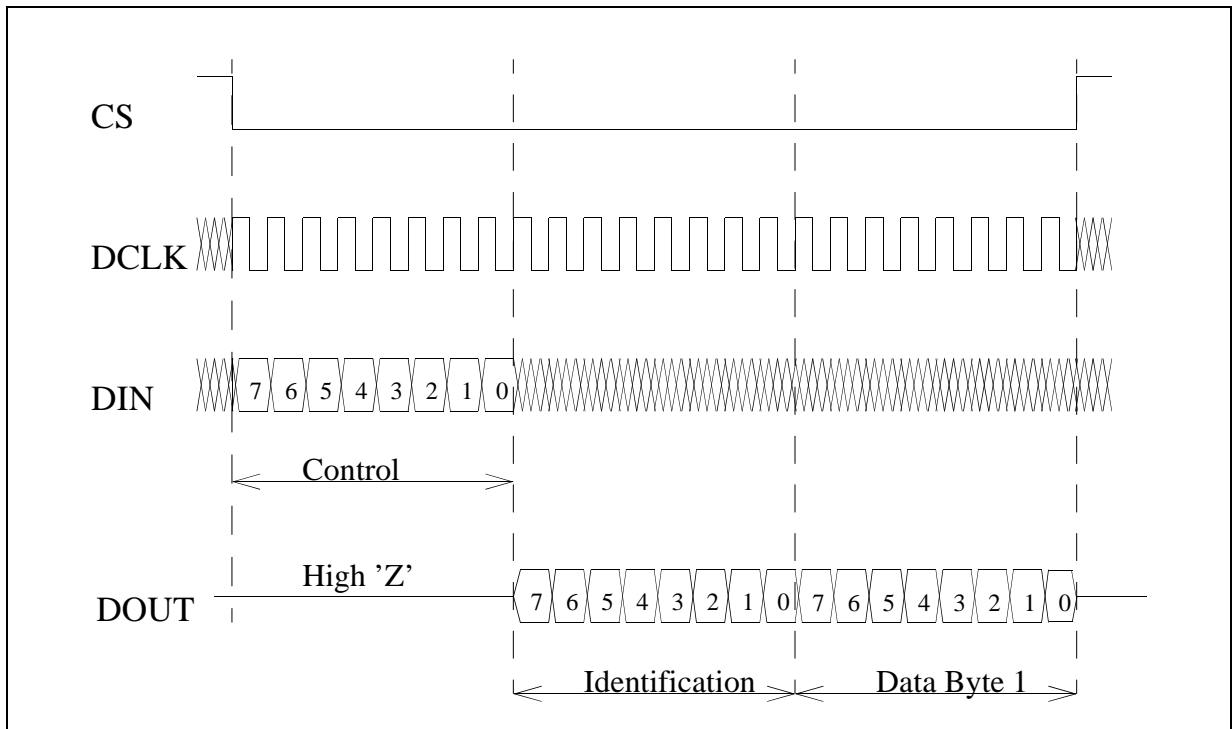 CS
DCLK
DIN
7 6 5 4 3 2 1 0
Control
High ’Z’
DOUT
7 6 5 4 3 2 1 0 7 6 5 4 3 2 1 0
Identification
Data Byte 1